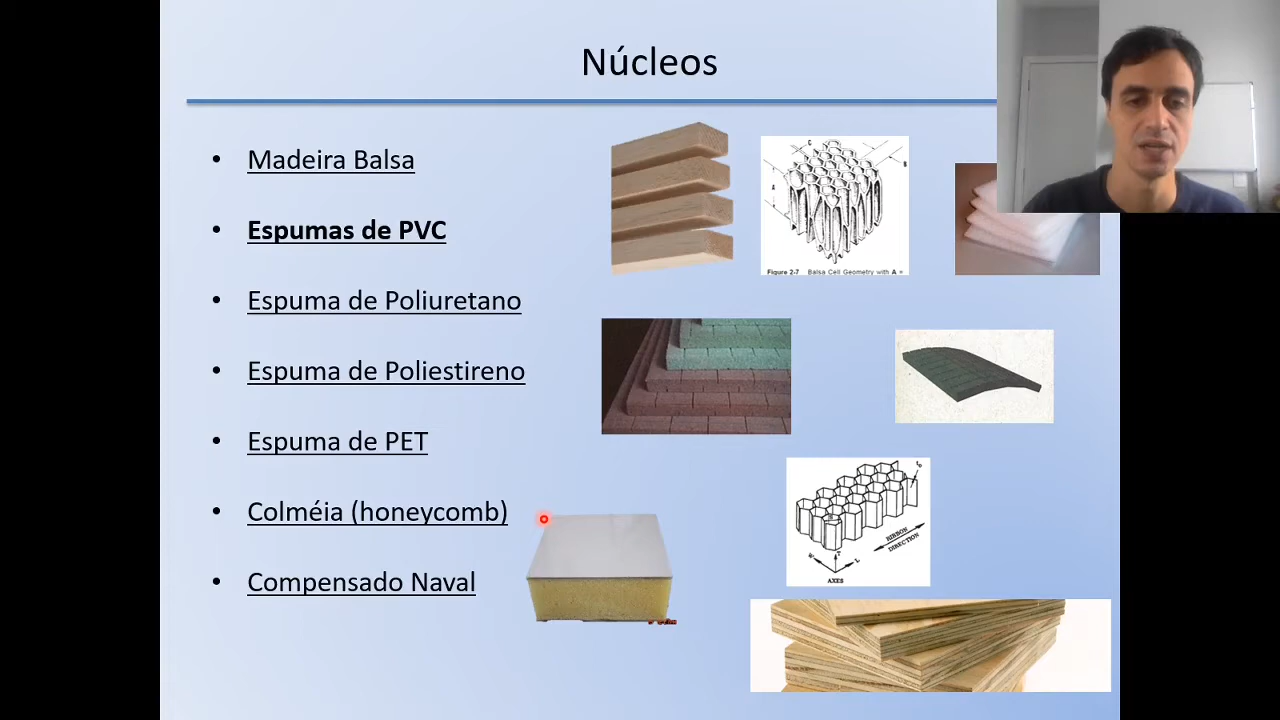 Núcleos
• Madeira Balsa
• Espumas de PVC
• Espuma de Poliuretano
• Espuma de Poliestireno
• Espuma de PET
• Colméia (honeycomb)
• Compensado Naval
Figure 2-7 Balsa Cell Geometry with A =
RIBBON
DIRECTION
AXES